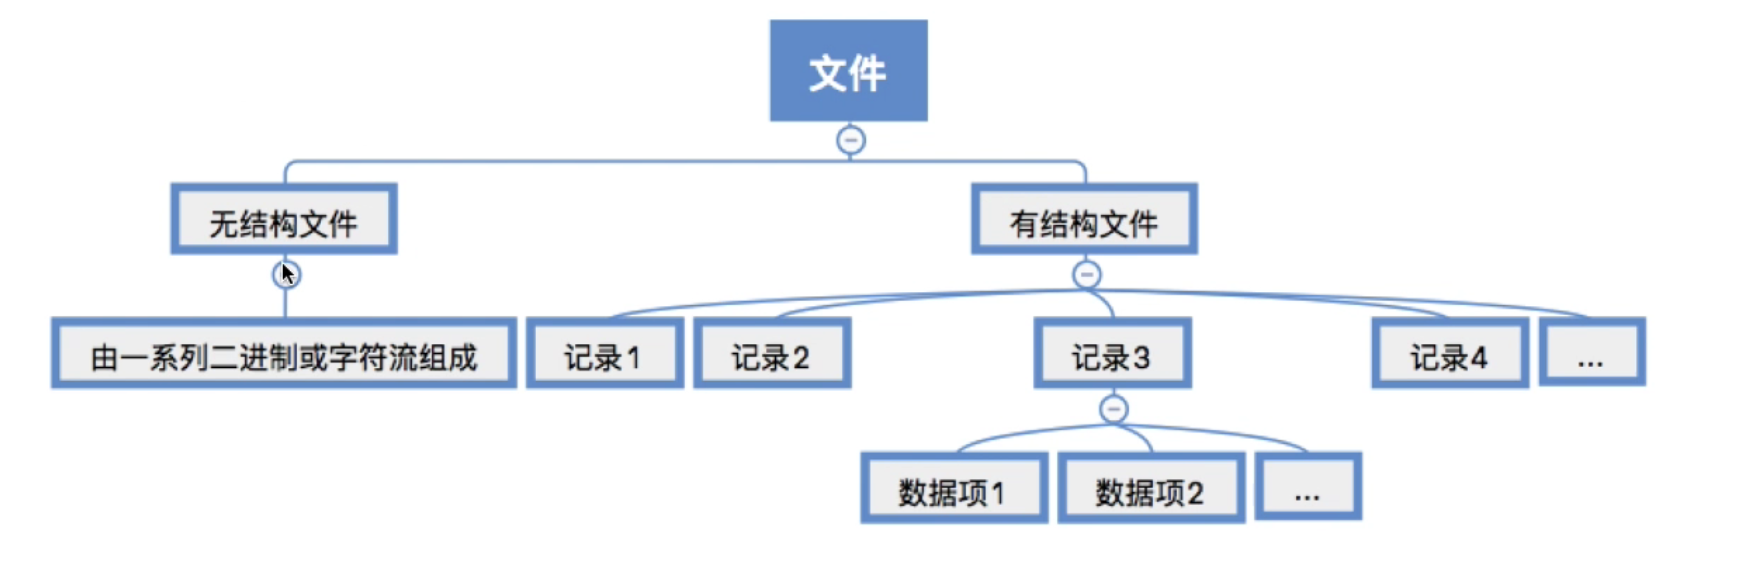 文件
无结构文件
有结构文件
由一系列二进制或字符流组成
记录1
记录2
记录3
记录4
...
数据项1
数据项2
...